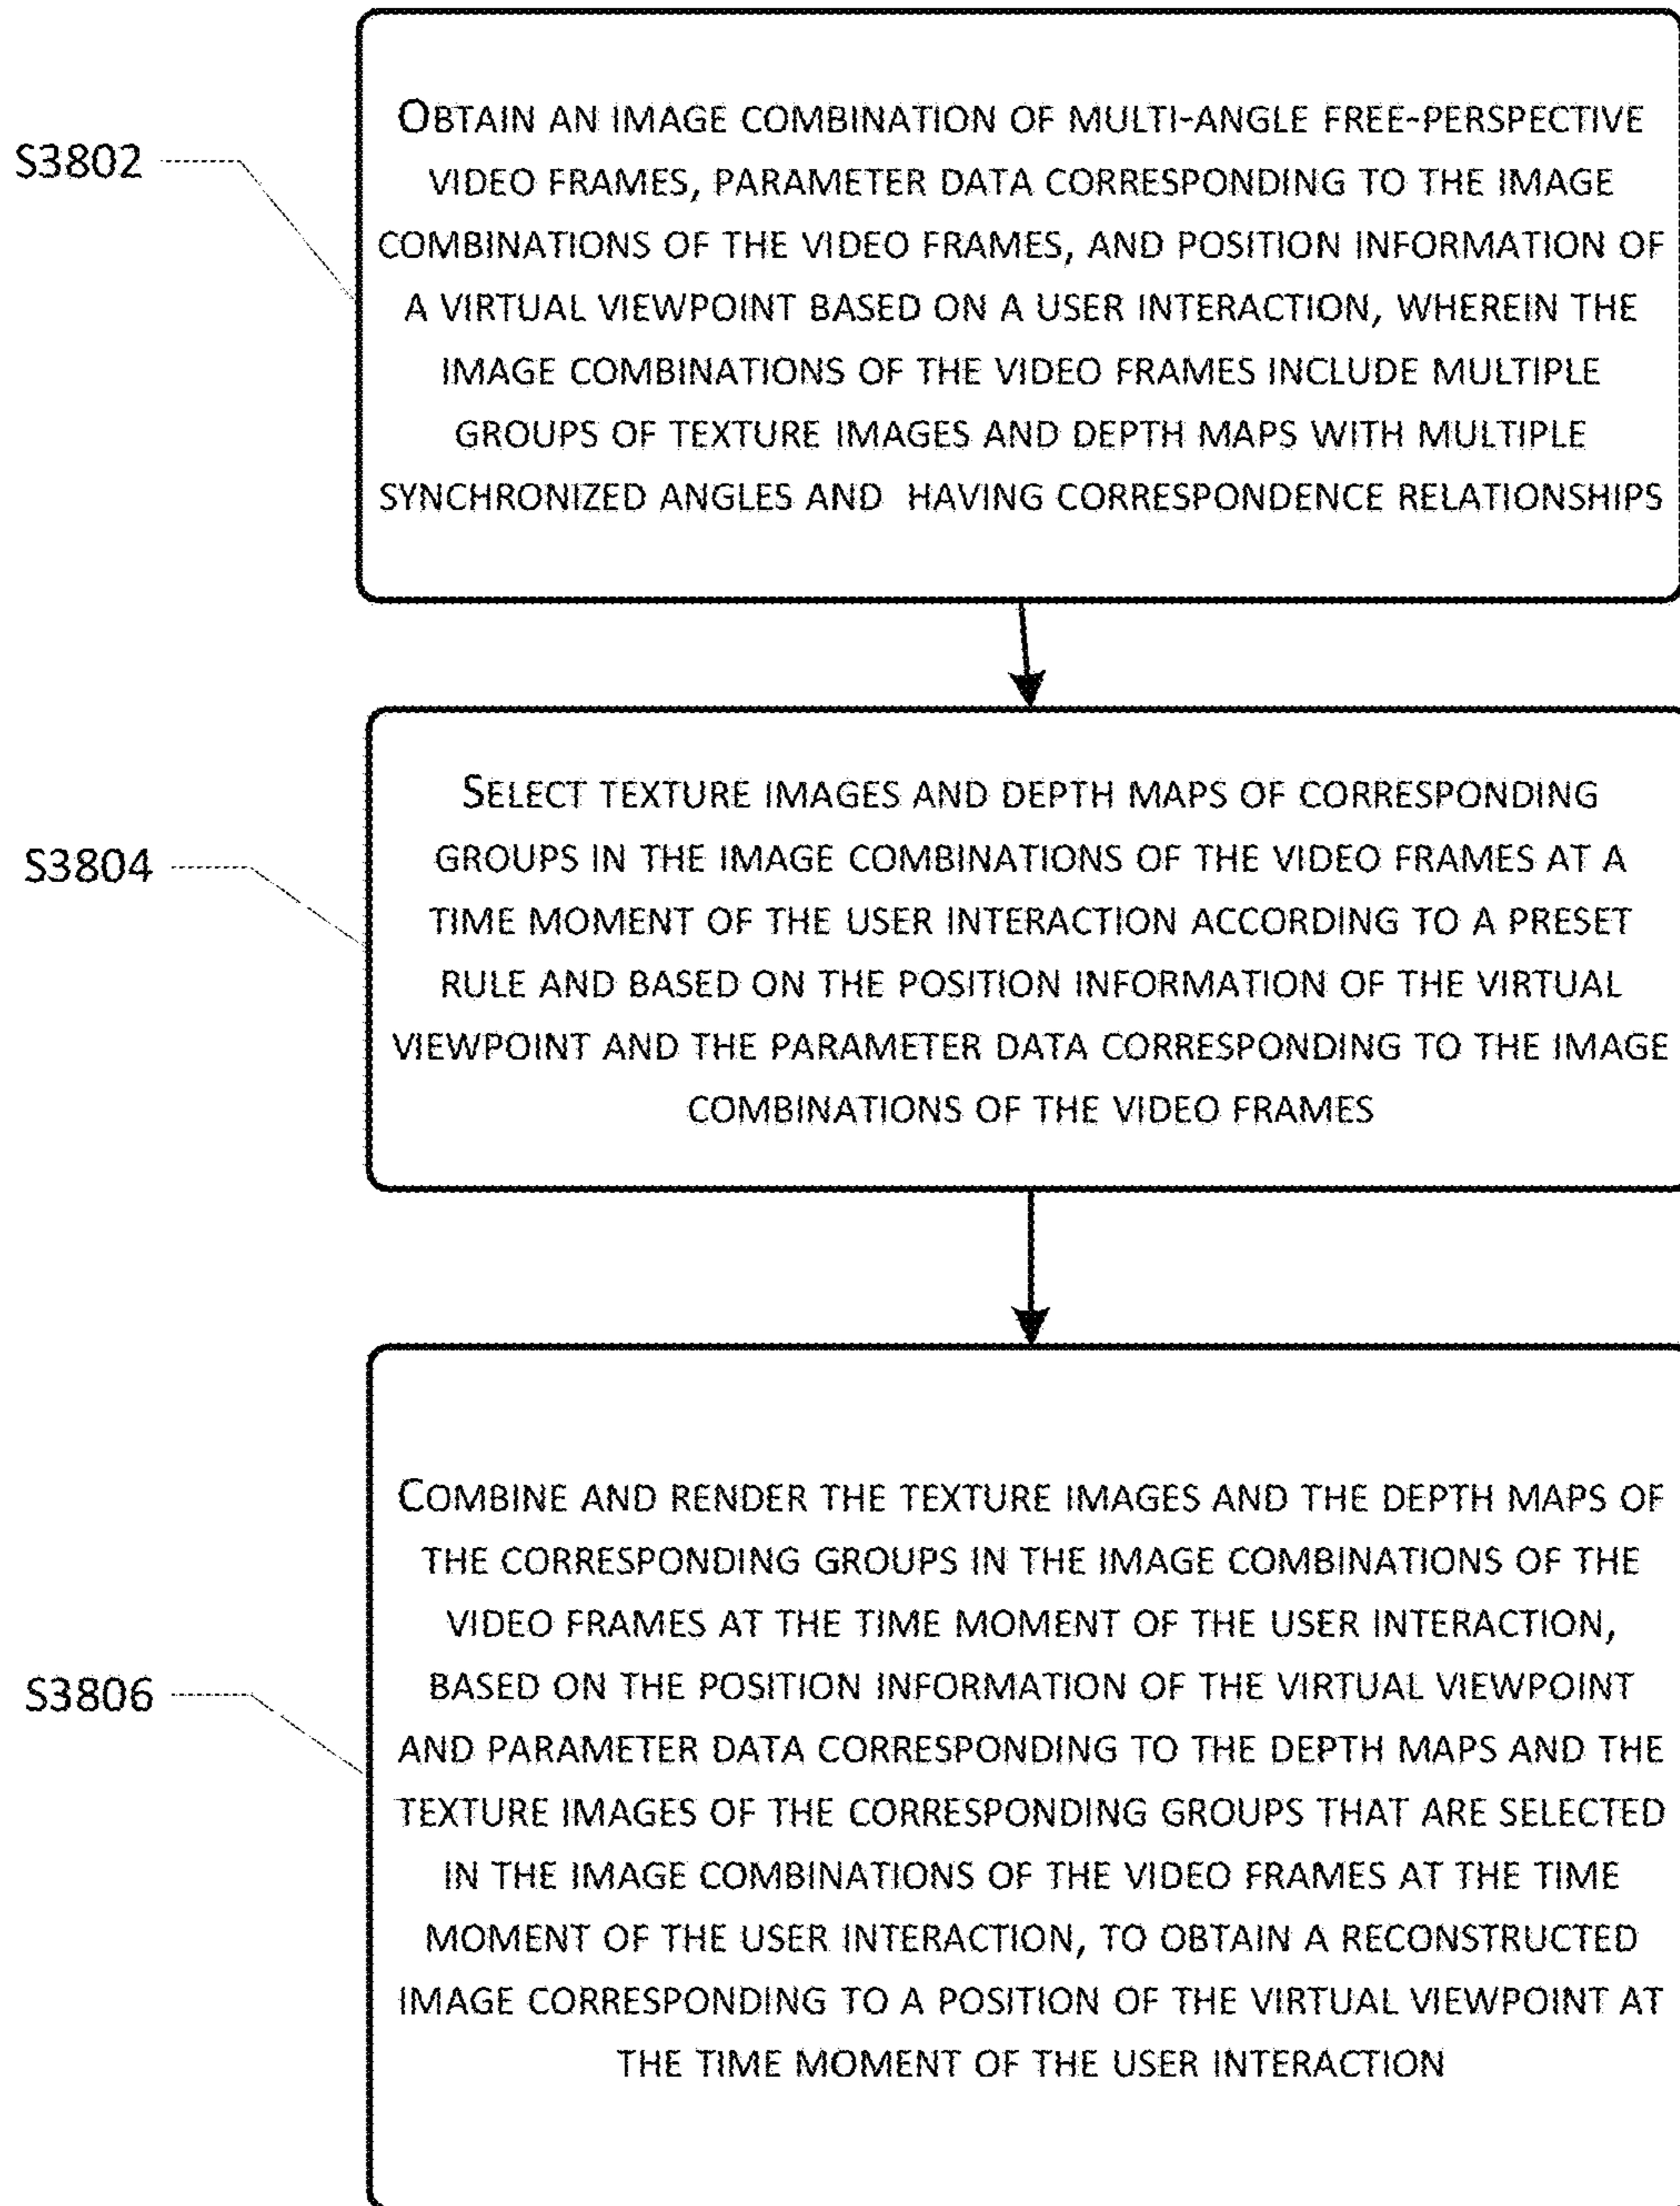 S3802
OBTAIN AN IMAGE COMBINATION OF MULTI-ANGLE FREE-PERSPECTIVE
VIDEO FRAMES, PARAMETER DATA CORRESPONDING TO THE IMAGE
COMBINATIONS OF THE VIDEO FRAMES, AND POSITION INFORMATION OF
A VIRTUAL VIEWPOINT BASED ON A USER INTERACTION, WHEREIN THE
IMAGE COMBINATIONS OF THE VIDEO FRAMES INCLUDE MULTIPLE
GROUPS OF TEXTURE IMAGES AND DEPTH MAPS WITH MULTIPLE
SYNCHRONIZED ANGLES AND HAVING CORRESPONDENCE RELATIONSHIPS
S3804
SELECT TEXTURE IMAGES AND DEPTH MAPS OF CORRESPONDING
GROUPS IN THE IMAGE COMBINATIONS OF THE VIDEO FRAMES AT A
TIME MOMENT OF THE USER INTERACTION ACCORDING TO A PRESET
RULE AND BASED ON THE POSITION INFORMATION OF THE VIRTUAL
VIEWPOINT AND THE PARAMETER DATA CORRESPONDING TO THE IMAGE
COMBINATIONS OF THE VIDEO FRAMES
S3806
COMBINE AND RENDER THE TEXTURE IMAGES AND THE DEPTH MAPS OF
THE CORRESPONDING GROUPS IN THE IMAGE COMBINATIONS OF THE
VIDEO FRAMES AT THE TIME MOMENT OF THE USER INTERACTION,
BASED ON THE POSITION INFORMATION OF THE VIRTUAL VIEWPOINT
AND PARAMETER DATA CORRESPONDING TO THE DEPTH MAPS AND THE
TEXTURE IMAGES OF THE CORRESPONDING GROUPS THAT ARE SELECTED
IN THE IMAGE COMBINATIONS OF THE VIDEO FRAMES AT THE TIME
MOMENT OF THE USER INTERACTION, TO OBTAIN A RECONSTRUCTED
IMAGE CORRESPONDING TO A POSITION OF THE VIRTUAL VIEWPOINT AT
THE TIME MOMENT OF THE USER INTERACTION